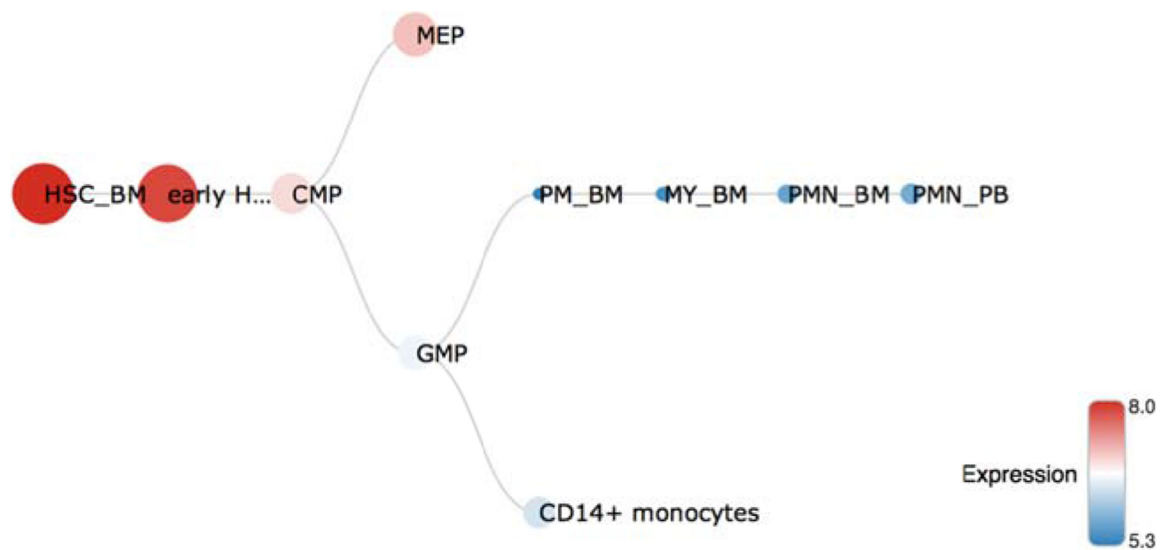 MEP
HSC_BM early H... CMP PM_BM MY_BM PMN_BM PMN_PB
GMP
8.0
Expression
CD14+ monocytes
5.3